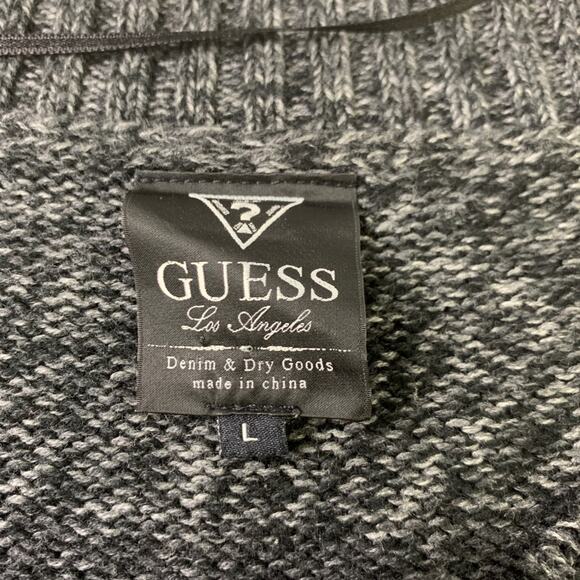 ?
GUESS
Los Angeles
Denim & Dry Goods
made in china
L